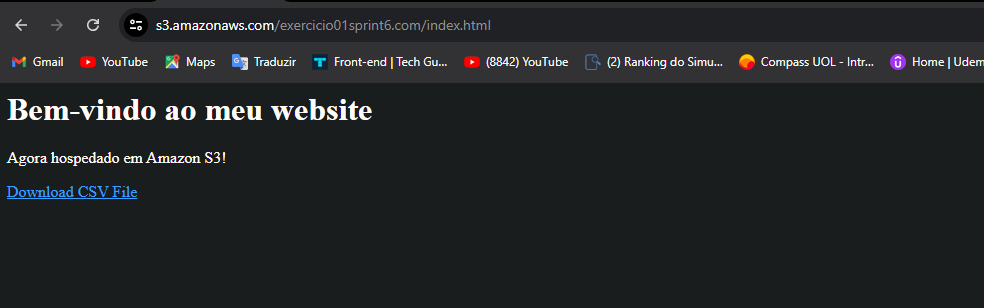 s3.amazonaws.com/exercicio01sprint6.com/index.html
Gmail YouTube Maps Traduzir Front-end | Tech Gu... (8842) YouTube (2) Ranking do Simu... Compass UOL - Intr... Home | Udem
Bem-vindo ao meu website
Agora hospedado em Amazon S3!
Download CSV File